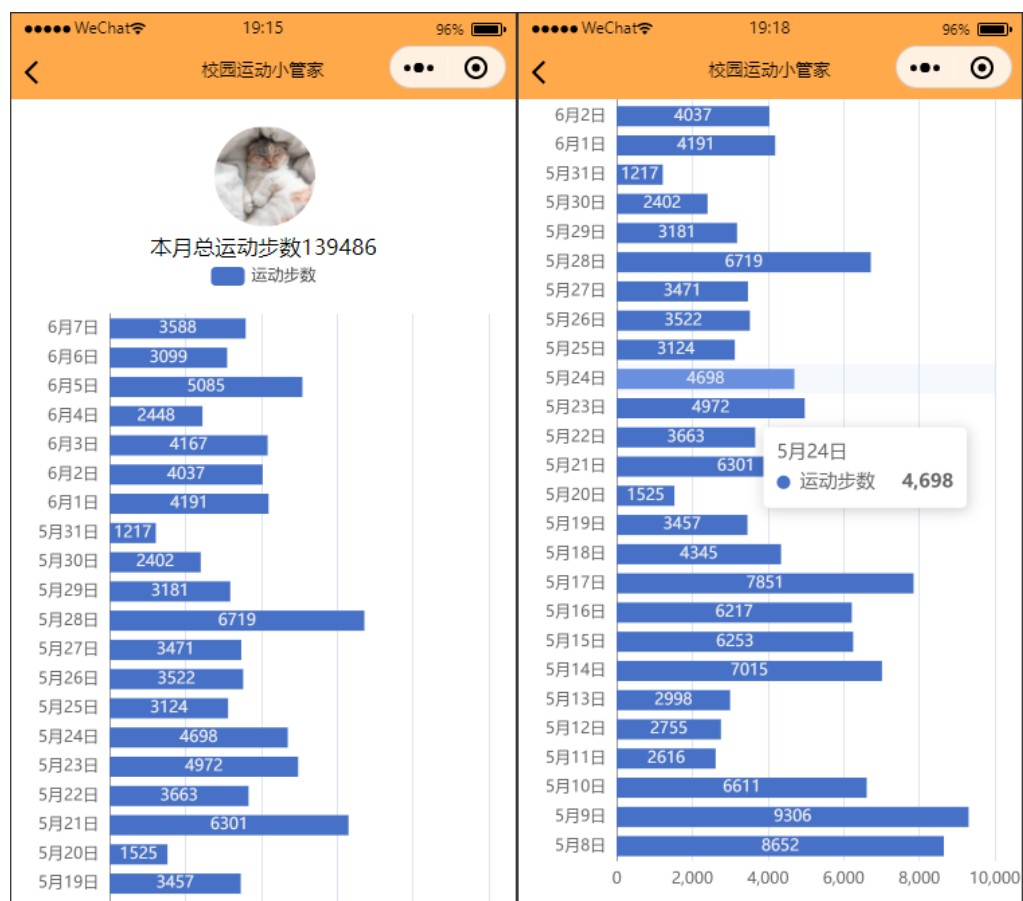 WeChat 19:15 96%
校园运动小管家
本月总运动步数139486
运动步数
6月7日 3588
6月6日 3099
6月5日 5085
6月4日 2448
6月3日 4167
6月2日 4037
6月1日 4191
5月31日 1217
5月30日 2402
5月29日 3181
5月28日 6719
5月27日 3471
5月26日 3522
5月25日 3124
5月24日 4698
5月23日 4972
5月22日 3663
5月21日 6301
5月20日 1525
5月19日 3457
WeChat 19:18 96%
校园运动小管家
6月2日 4037
6月1日 4191
5月31日 1217
5月30日 2402
5月29日 3181
5月28日 6719
5月27日 3471
5月26日 3522
5月25日 3124
5月24日 4698
5月23日 4972
5月22日 3663
5月21日 6301
5月24日
运动步数 4,698
5月20日 1525
5月19日 3457
5月18日 4345
5月17日 7851
5月16日 6217
5月15日 6253
5月14日 7015
5月13日 2998
5月12日 2755
5月11日 2616
5月10日 6611
5月9日 9306
5月8日 8652
0 2,000 4,000 6,000 8,000 10,000